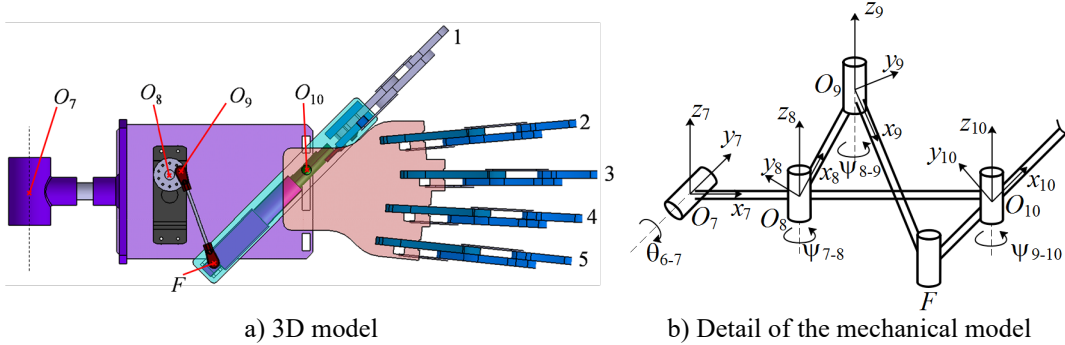 O7
O8
O9
O10
1
2
3
4
5
F
a) 3D model
z9
y9
O9
x9
z7
y7
z8
y8
x8
ψ8-9
z10
y10
x10
O7
x7
O8
O10
θ6-7
ψ7-8
F
ψ9-10
b) Detail of the mechanical model